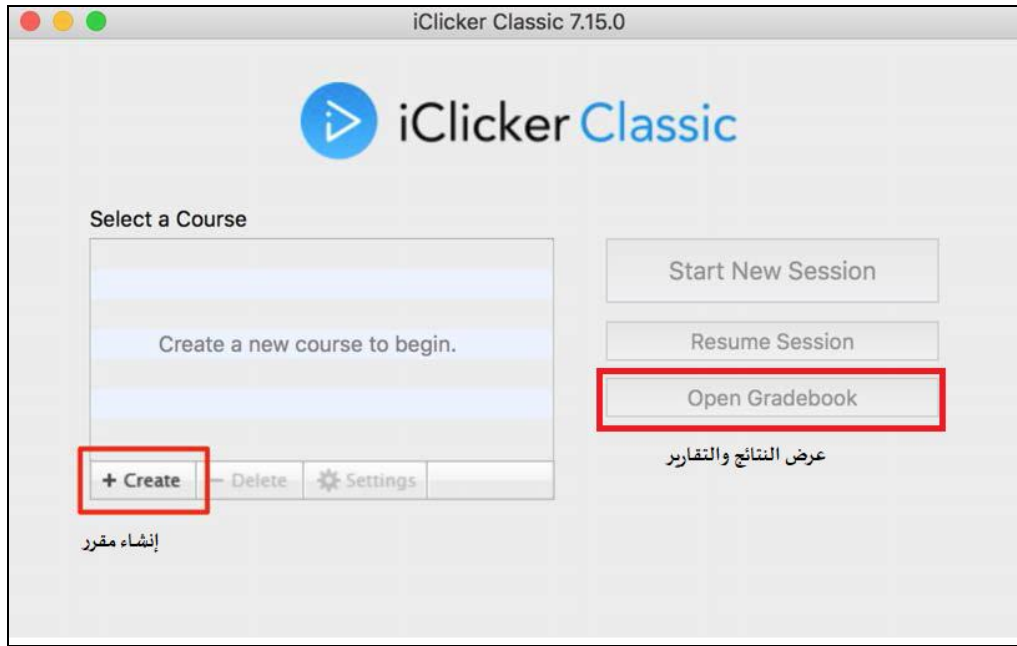 iClicker Classic 7.15.0
iClicker Classic
Select a Course
Create a new course to begin.
+ Create
− Delete
Settings
إنشاء مقرر
Start New Session
Resume Session
Open Gradebook
عرض النتائج والتقارير